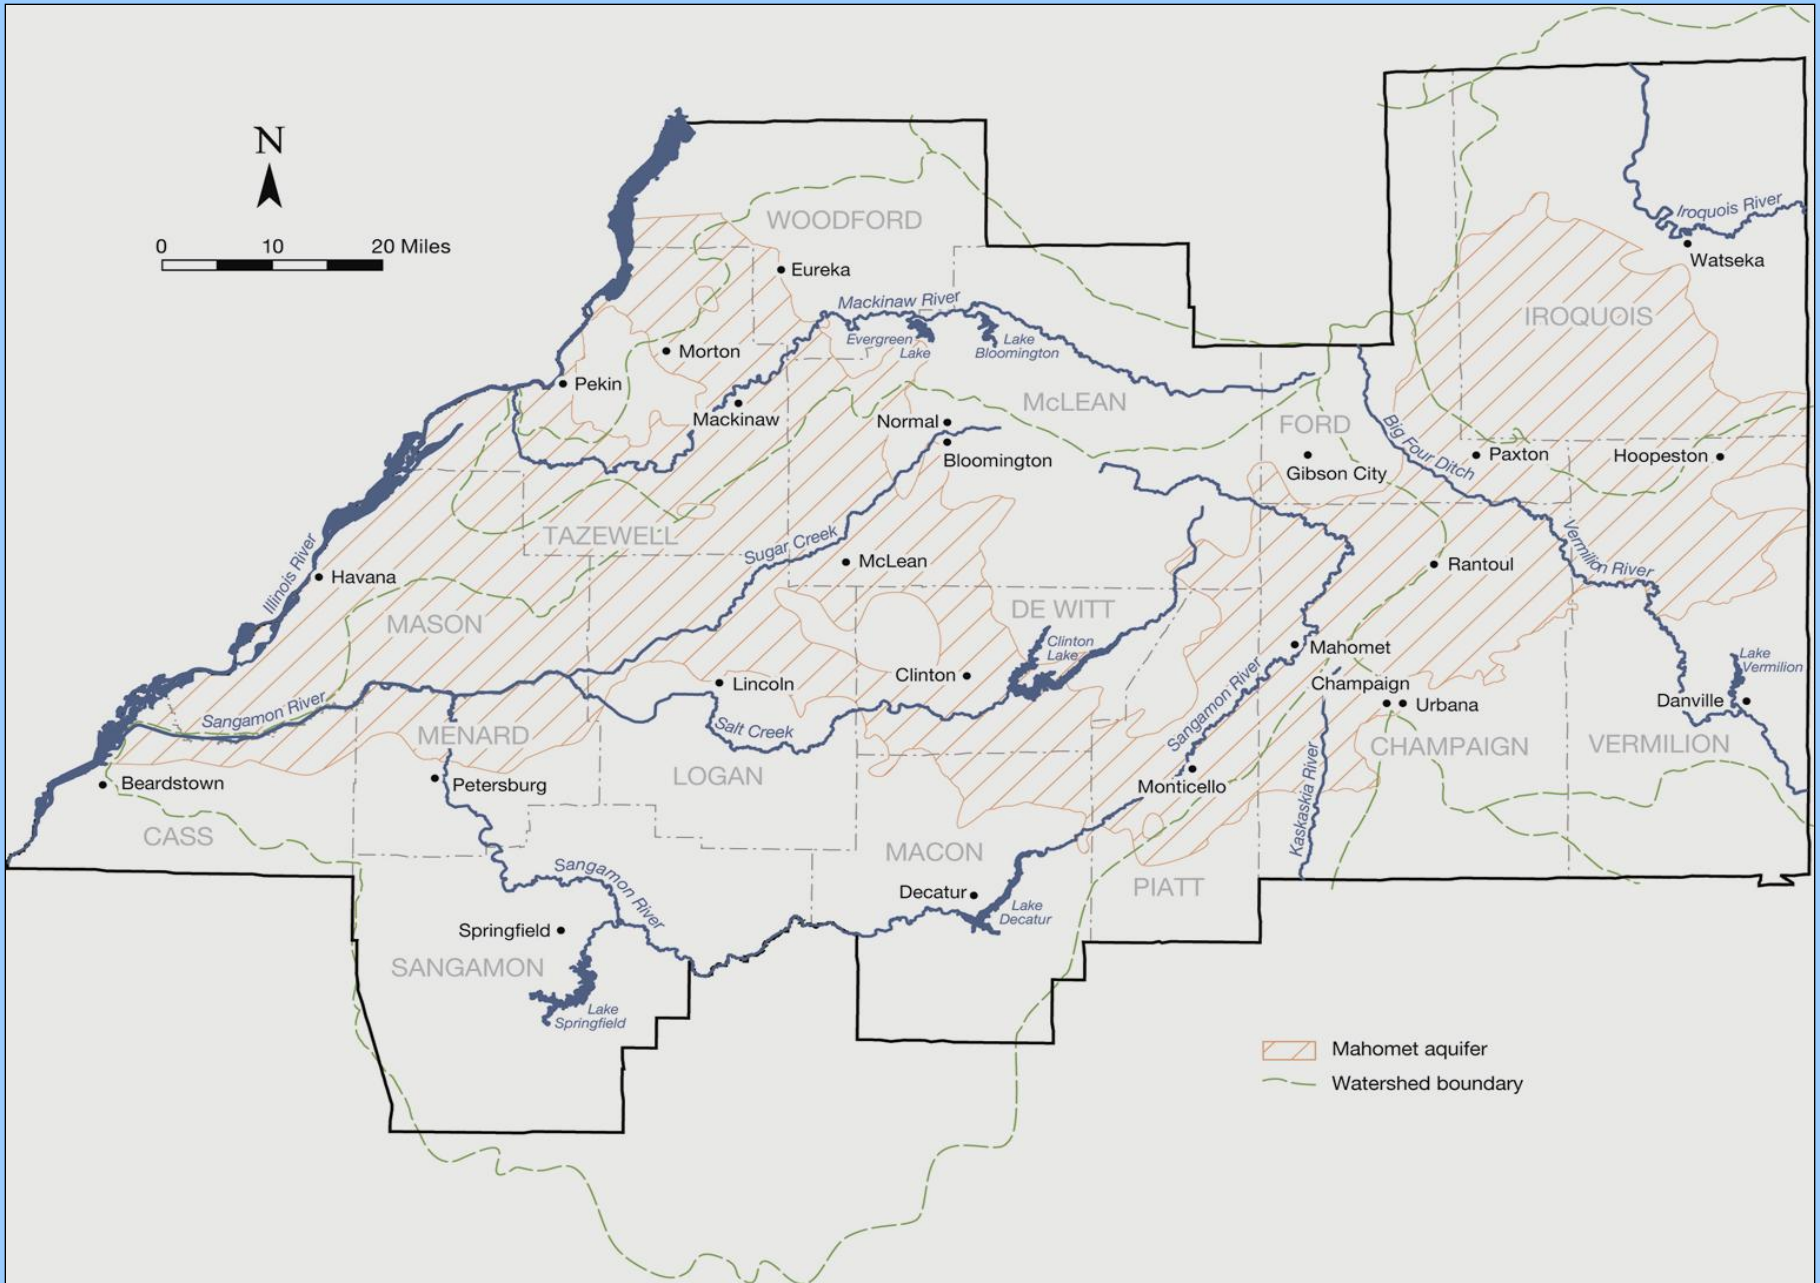 N
0 10 20 Miles
WOODFORD
Eureka
Iroquois River
Watseka
IROQUOIS
Mackinaw River
Evergreen
Lake
Lake
Bloomington
Morton
Pekin
Mackinaw
McLEAN
Normal
Bloomington
FORD
Gibson City
Big Four Ditch
Paxton
Hoopeston
TAZEWELL
Sugar Creek
McLean
Vermilion River
Rantoul
Illinois River
Havana
MASON
DE WITT
Clinton
Lake
Mahomet
Lincoln
Clinton
Champaign
Urbana
Lake
Vermilion
Danville
Sangamon River
Sangamon River
MENARD
Salt Creek
CHAMPAIGN
VERMILION
LOGAN
Beardstown
Petersburg
Monticello
Kaskaskia River
CASS
MACON
Sangamon River
PIATT
Decatur
Lake
Decatur
Springfield
SANGAMON
Lake
Springfield
Mahomet aquifer
Watershed boundary